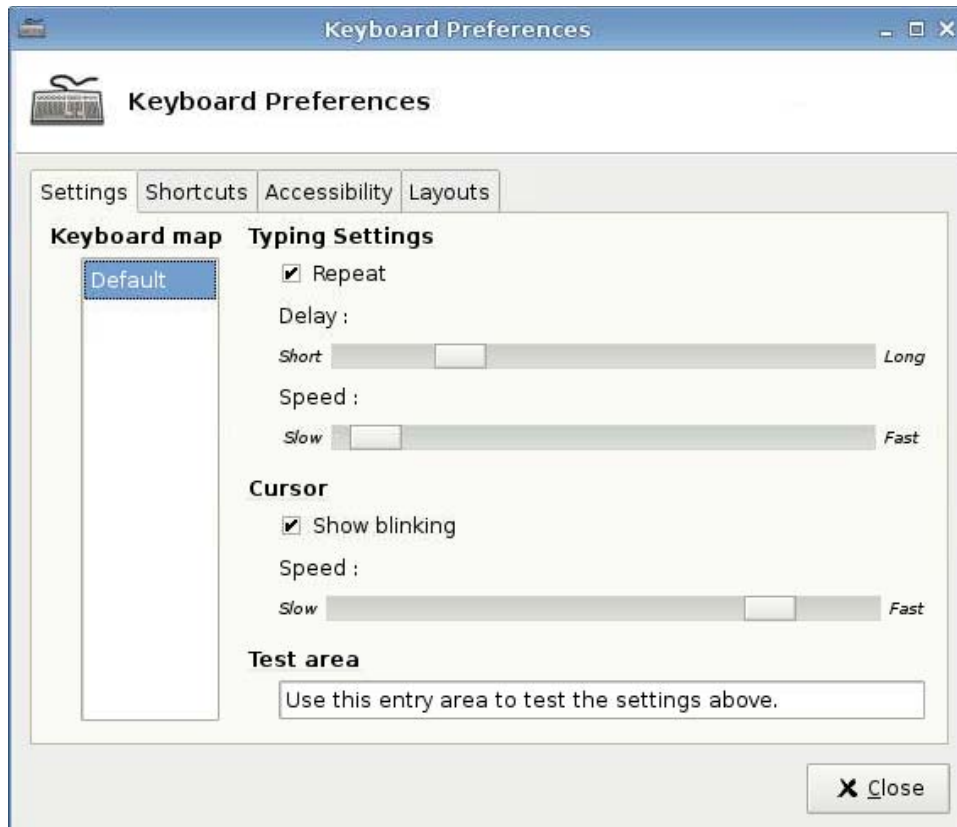 Keyboard Preferences
Keyboard Preferences
Settings Shortcuts Accessibility Layouts
Keyboard map
Default
Typing Settings
Repeat
Delay :
Short Long
Speed :
Slow Fast
Cursor
Show blinking
Speed :
Slow Fast
Test area
Use this entry area to test the settings above.
Close